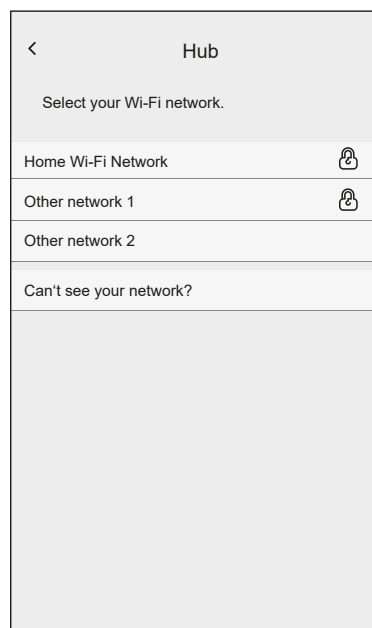 Hub
Select your Wi-Fi network.
Home Wi-Fi Network
Other network 1
Other network 2
Can‘t see your network?